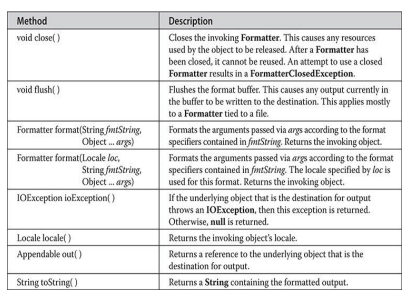 Method Description
void close( ) Closes the invoking Formatter. This causes any resources
used by the object to be released. After a Formatter has
been closed, it cannot be reused. An attempt to use a closed
Formatter results in a FormatterClosedException.
void flush( ) Flushes the format buffer. This causes any output currently in
the buffer to be written to the destination. This applies mostly
to a Formatter tied to a file.
Formatter format(String fmtString, Formats the arguments passed via args according to the format
Object ... args) specifiers contained in fmtString. Returns the invoking object.
Formatter format(Locale loc, Formats the arguments passed via args according to the format
String fmtString, specifiers contained in fmtString. The locale specified by loc is
Object ... args) used for this format. Returns the invoking object.
IOException ioException( ) If the underlying object that is the destination for output
throws an IOException, then this exception is returned.
Otherwise, null is returned.
Locale locale( ) Returns the invoking object's locale.
Appendable out( ) Returns a reference to the underlying object that is the
destination for output.
String toString( ) Returns a String containing the formatted output.